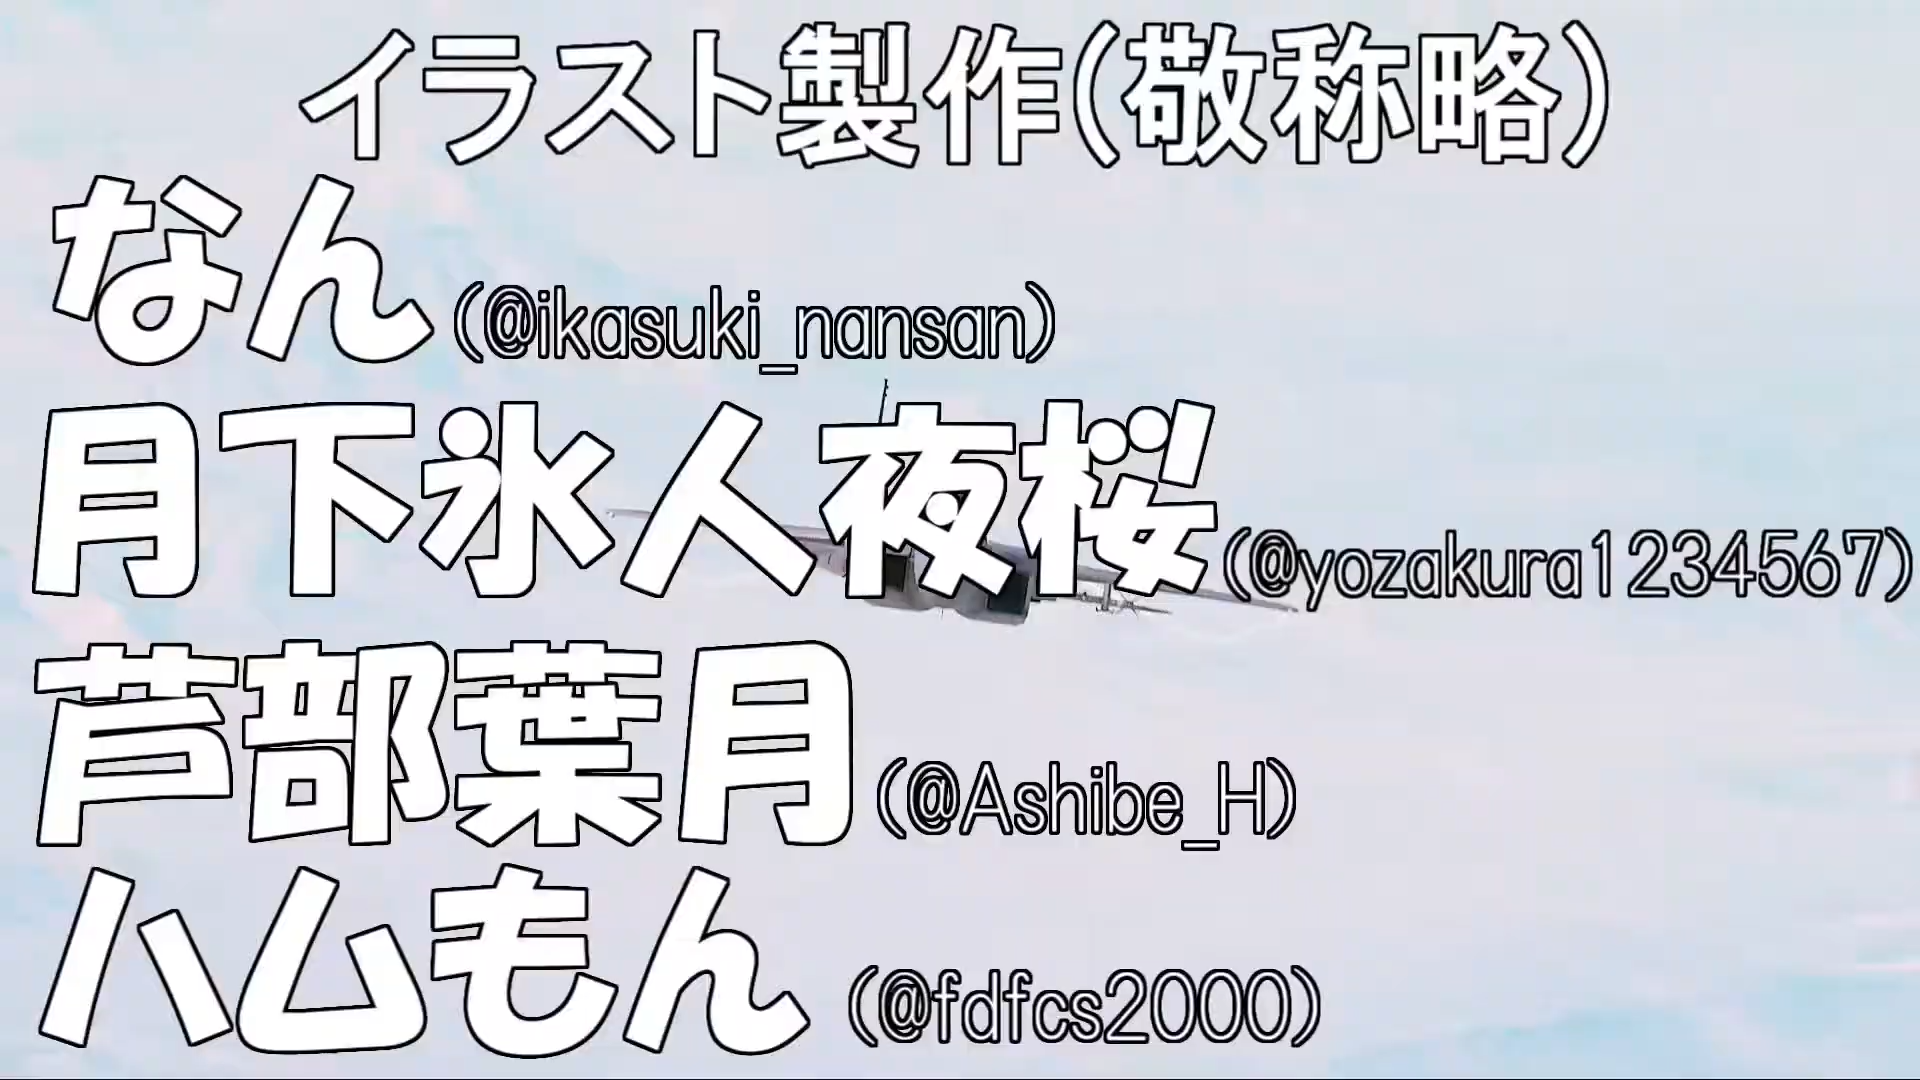 イラスト製作(敬称略)
なん(@ikasuki_nansan)
月下氷人夜桜(@yozakura1234567)
芦部葉月(@Ashibe_H)
ハムもん(@fdfcs2000)